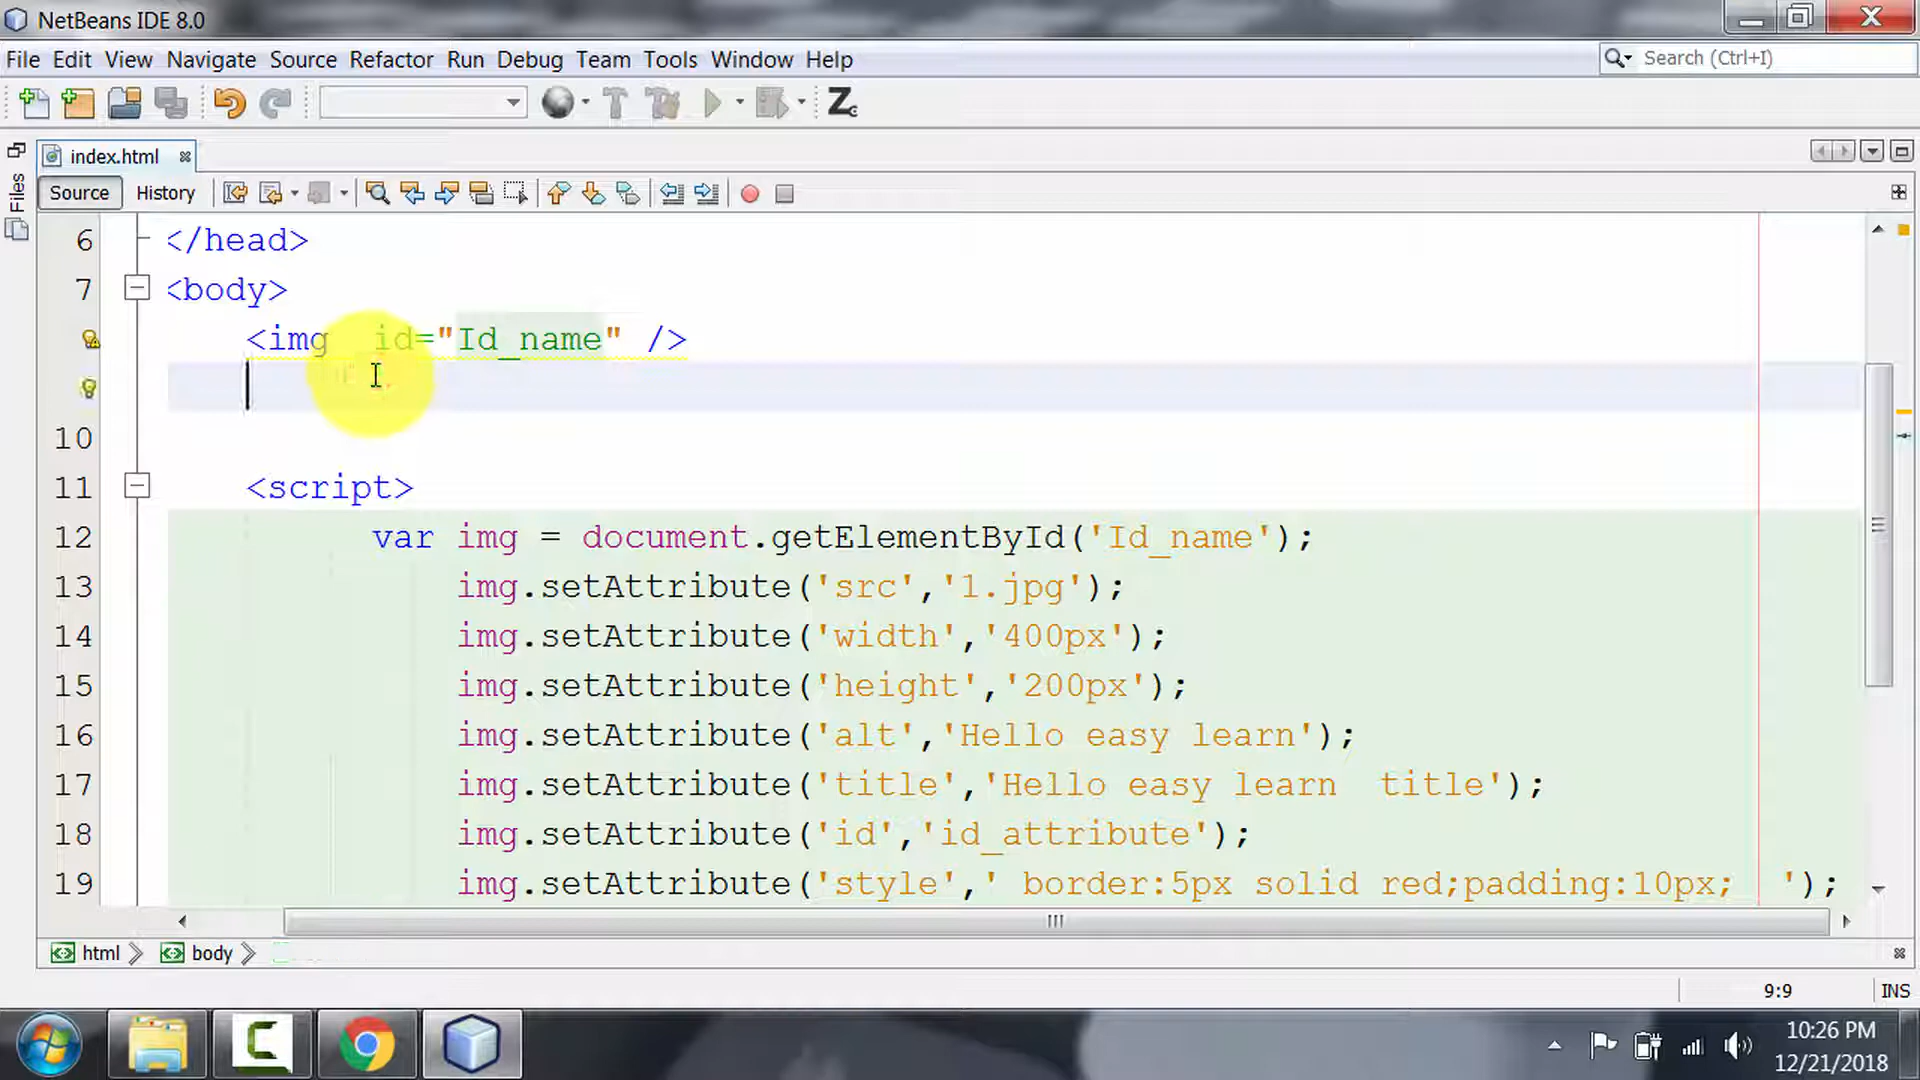 NetBeans IDE 8.0
File Edit View Navigate Source Refactor Run Debug Team Tools Window Help
Search (Ctrl+I)
index.html
Files
Source History
6 </head>
7 <body>
<img  id="Id_name" />
10
11 <script>
12 var img = document.getElementById('Id_name');
13 img.setAttribute('src','1.jpg');
14 img.setAttribute('width','400px');
15 img.setAttribute('height','200px');
16 img.setAttribute('alt','Hello easy learn');
17 img.setAttribute('title','Hello easy learn  title');
18 img.setAttribute('id','id_attribute');
19 img.setAttribute('style',' border:5px solid red;padding:10px;  ');
html body
9:9 INS
10:26 PM
12/21/2018